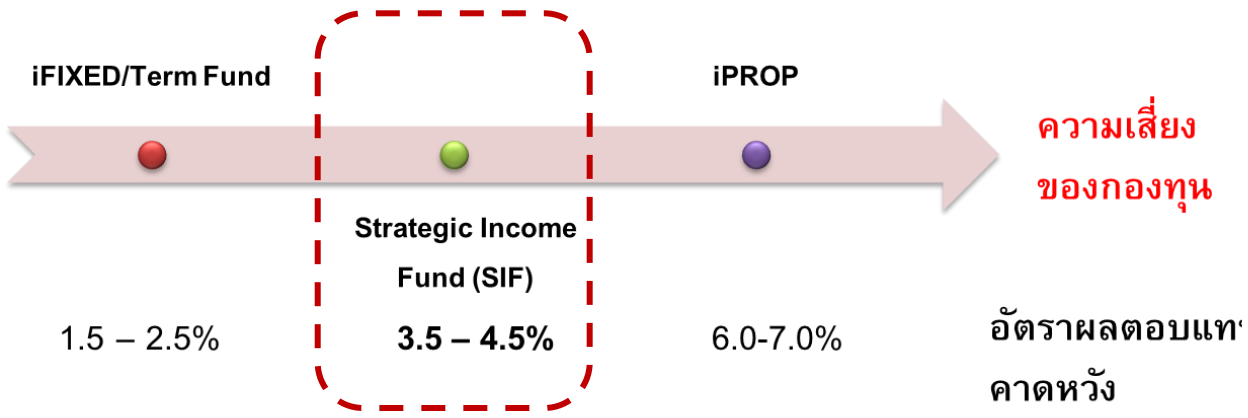 iFIXED/Term Fund
iPROP
ความเสี่ยง
ของกองทุน
Strategic Income
Fund (SIF)
1.5 – 2.5%
3.5 – 4.5%
6.0-7.0%
อัตราผลตอบแท
คาดหวัง